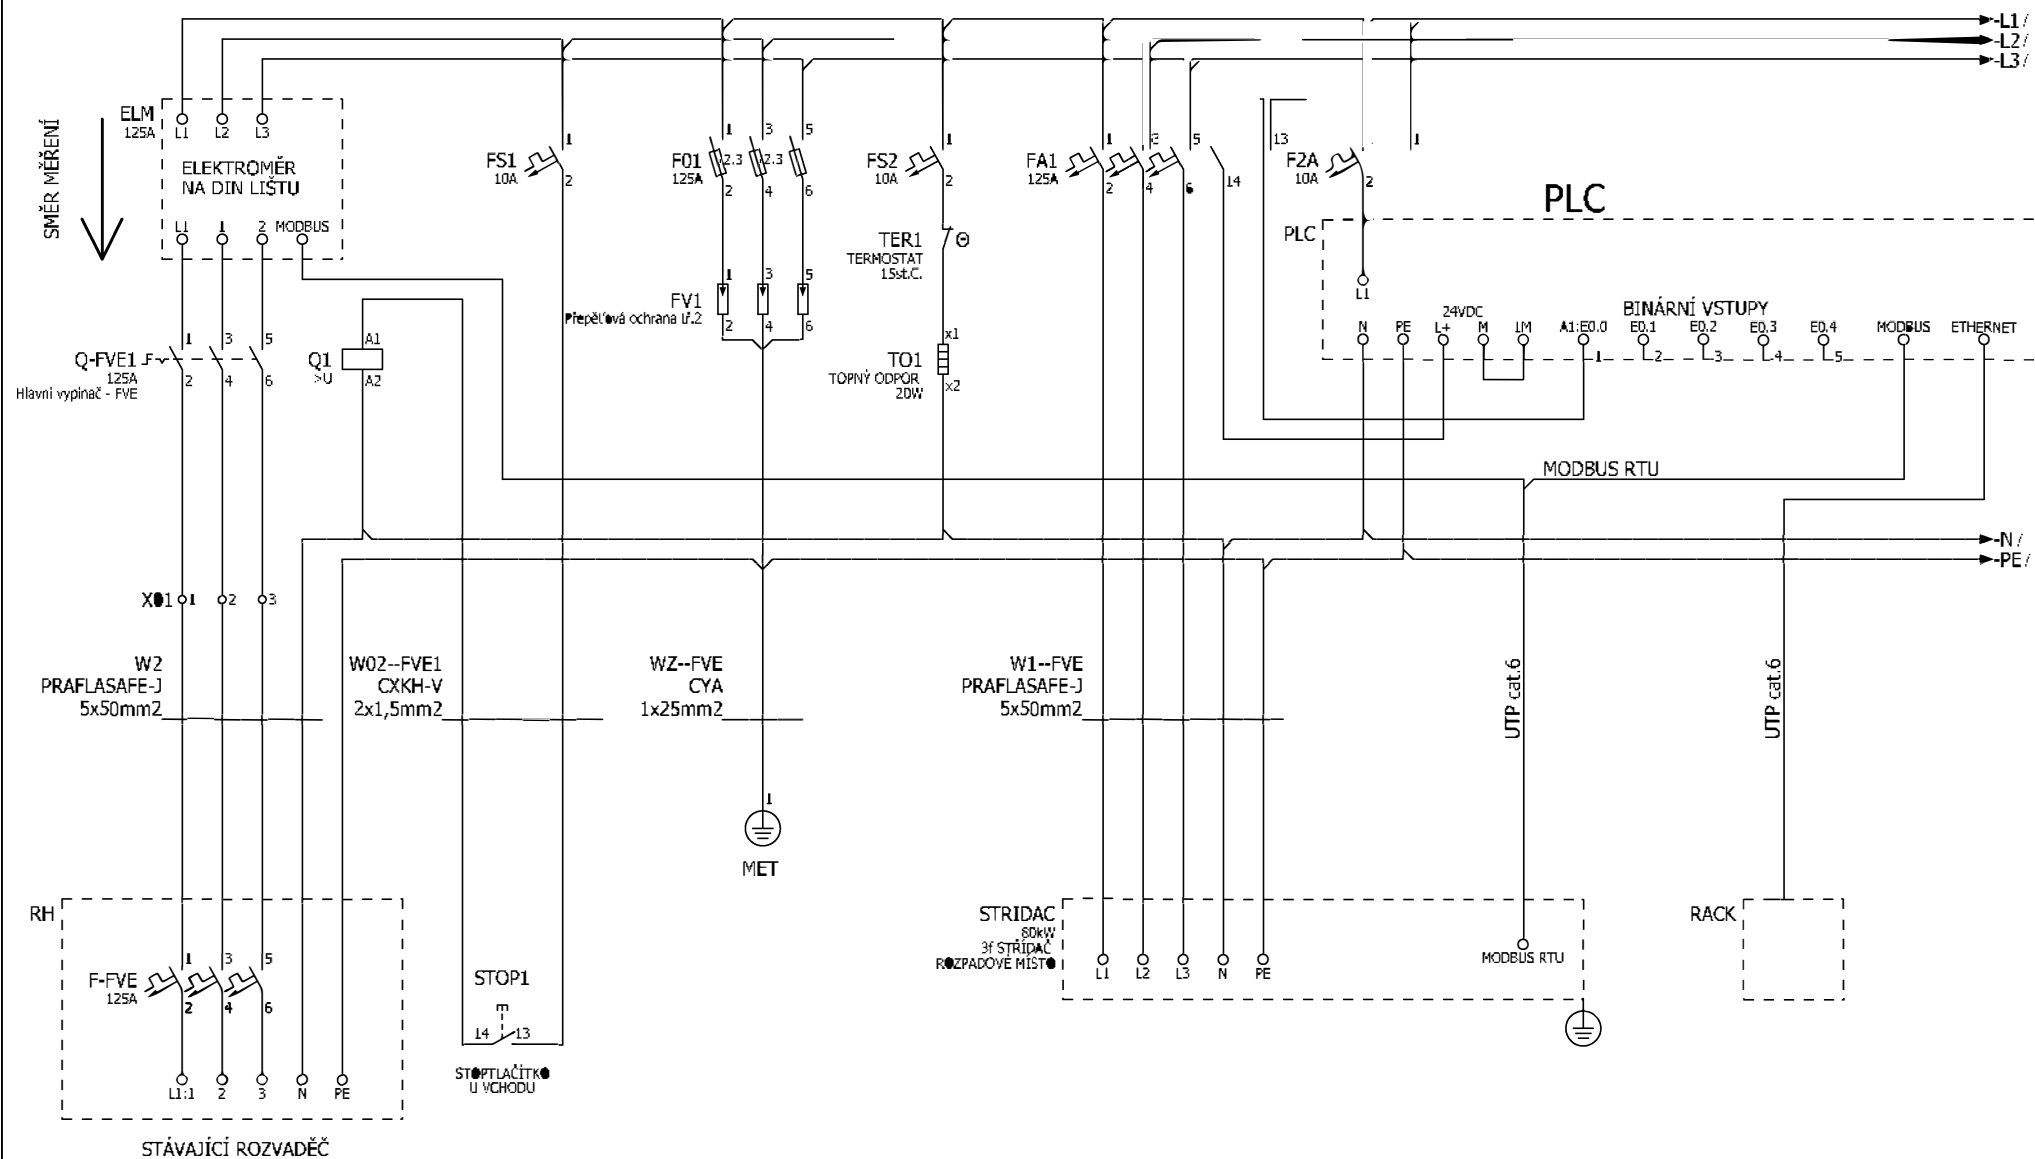 -L1/
-L2/
-L3/
SMĚR MĚŘENÍ
ELM
125A
L1 L2 L3
ELEKTROMĚR
NA DIN LIŠTU
L1 1 2 MODBUS
FS1
10A
1
2
F01
125A
1 3 5
2.3 2.3
2 4 6
FS2
10A
1
2
FA1
125A
1 3 5
2 4 6
13
14
F2A
10A
1
2
PLC
PLC
L1
TER1
TERMOSTAT
15st.C.
FV1
Přepěťová ochrana tř.2
1 3 5
2 4 6
BINÁRNÍ VSTUPY
24VDC
N PE L+ M 1M A1:E0.0 E0.1 E0.2 E0.3 E0.4 MODBUS ETHERNET
1 2 3 4 5
Q-FVE1
125A
Hlavní vypínač - FVE
1 3 5
2 4 6
Q1
>U
A1
A2
TO1
TOPNÝ ODPOR
20W
x1
x2
MODBUS RTU
-N/
-PE/
X01 1 2 3
W2
PRAFLASAFE-J
5x50mm2
W02--FVE1
CXKH-V
2x1,5mm2
WZ--FVE
CYA
1x25mm2
W1--FVE
PRAFLASAFE-J
5x50mm2
UTP cat.6
UTP cat.6
1
MET
RH
F-FVE
125A
1 3 5
2 4 6
L1:1 2 3 N PE
STÁVAJÍCÍ ROZVADĚČ
STOP1
14 13
STOPTLAČÍTKO
U VCHODU
STRIDAC
80kW
3f STŘÍDAČ
ROZPADOVÉ MÍSTO
L1 L2 L3 N PE
MODBUS RTU
RACK